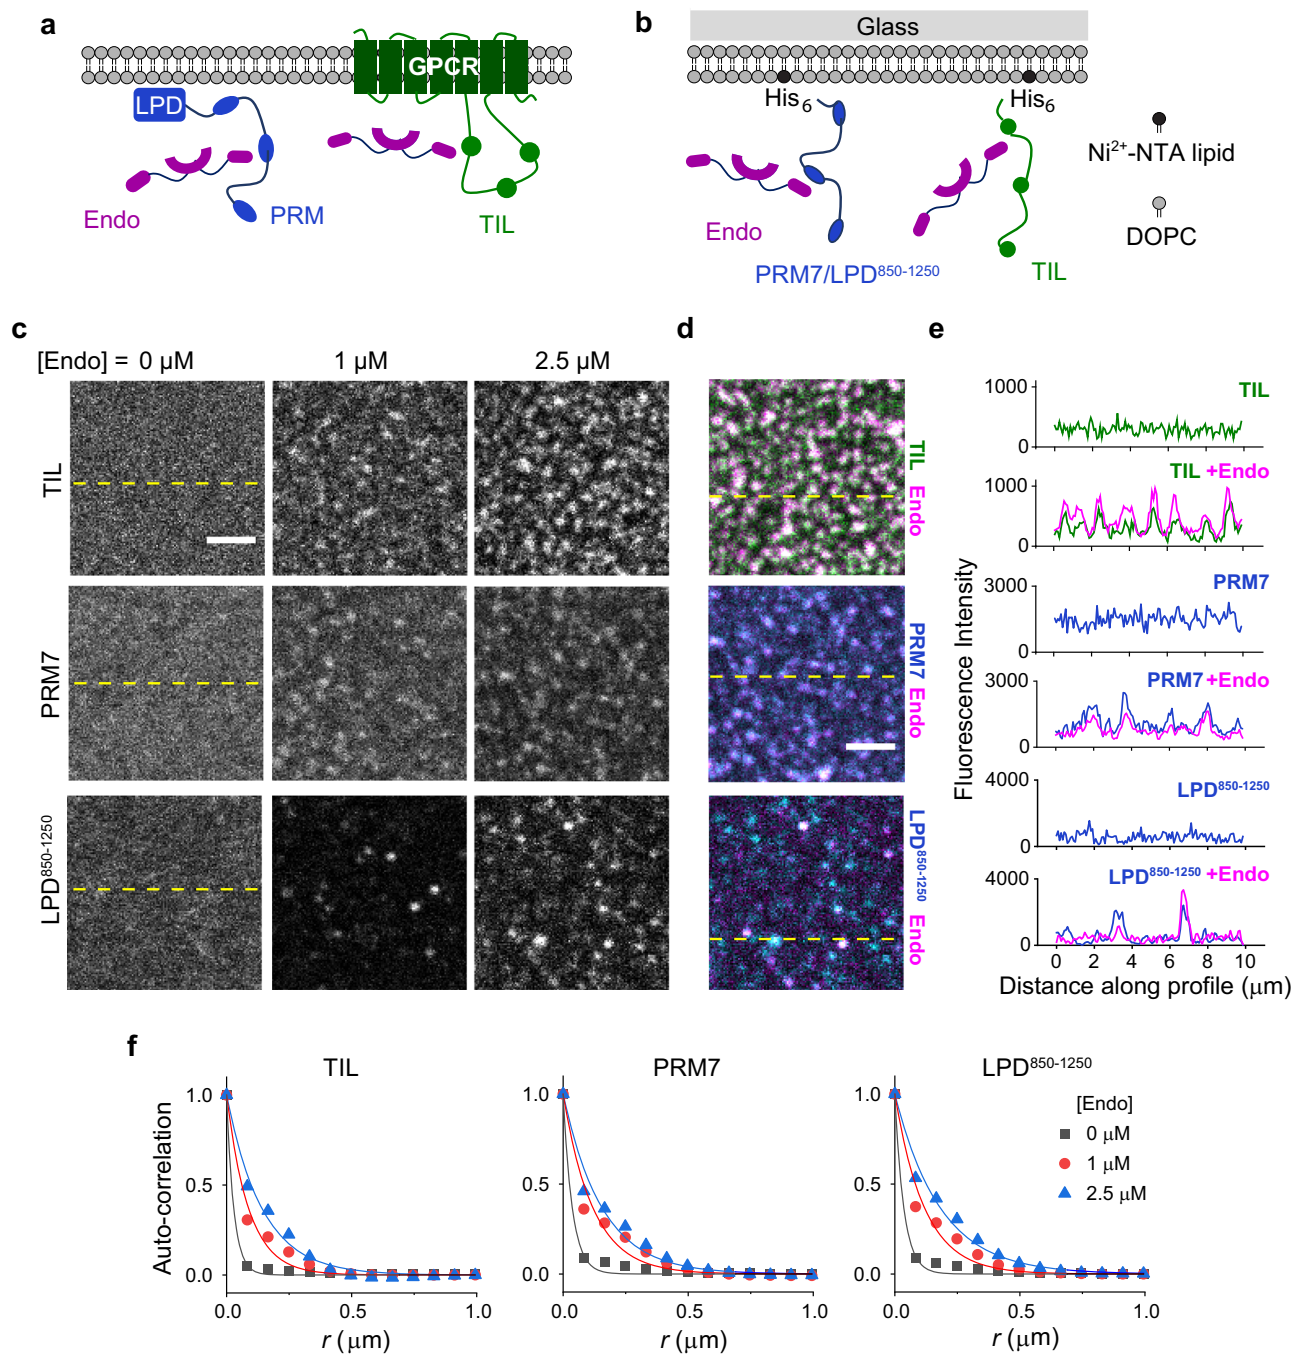 a
GPCR
LPD
Endo
PRM
TIL
b
Glass
His6
His6
Ni2+-NTA lipid
DOPC
Endo
PRM7/LPD850-1250
TIL
c
[Endo] = 0 µM
1 µM
2.5 µM
TIL
PRM7
LPD850-1250
d
TIL Endo
PRM7 Endo
LPD850-1250 Endo
e
Fluorescence Intensity
1000
0
TIL
1000
0
TIL +Endo
3000
0
PRM7
3000
0
PRM7 +Endo
4000
0
LPD850-1250
4000
0
LPD850-1250 +Endo
0 2 4 6 8 10
Distance along profile (µm)
f
Auto-correlation
TIL
1.0
0.5
0.0
0.0 0.5 1.0
r (µm)
PRM7
1.0
0.5
0.0
0.0 0.5 1.0
r (µm)
LPD850-1250
1.0
0.5
0.0
0.0 0.5 1.0
r (µm)
[Endo]
0 µM
1 µM
2.5 µM